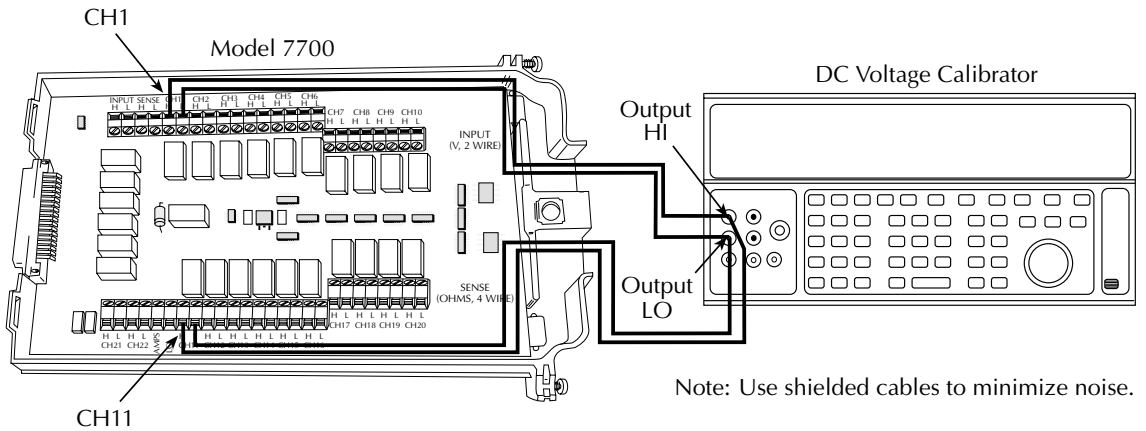 CH1
Model 7700
DC Voltage Calibrator
INPUT SENSE CH1 CH2 CH3 CH4 CH5 CH6
H L H L H L H L H L H L H L H L
CH7 CH8 CH9 CH10
H L H L H L H L
INPUT
(V, 2 WIRE)
Output
HI
SENSE
(OHMS, 4 WIRE)
Output
LO
H L H L H L H L
CH17 CH18 CH19 CH20
H L H L
CH21 CH22 AMPS
Note: Use shielded cables to minimize noise.
CH11